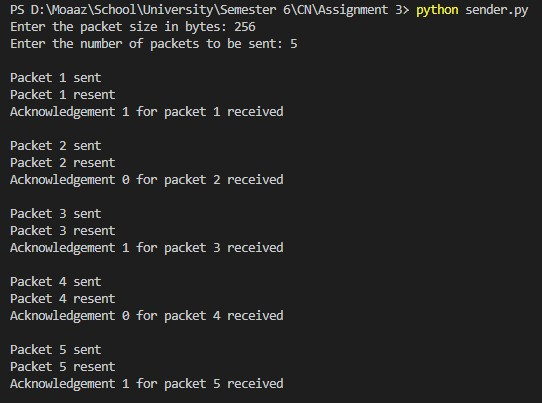 PS D:\Moaaz\School\University\Semester 6\CN\Assignment 3> python sender.py
Enter the packet size in bytes: 256
Enter the number of packets to be sent: 5
Packet 1 sent
Packet 1 resent
Acknowledgement 1 for packet 1 received
Packet 2 sent
Packet 2 resent
Acknowledgement 0 for packet 2 received
Packet 3 sent
Packet 3 resent
Acknowledgement 1 for packet 3 received
Packet 4 sent
Packet 4 resent
Acknowledgement 0 for packet 4 received
Packet 5 sent
Packet 5 resent
Acknowledgement 1 for packet 5 received